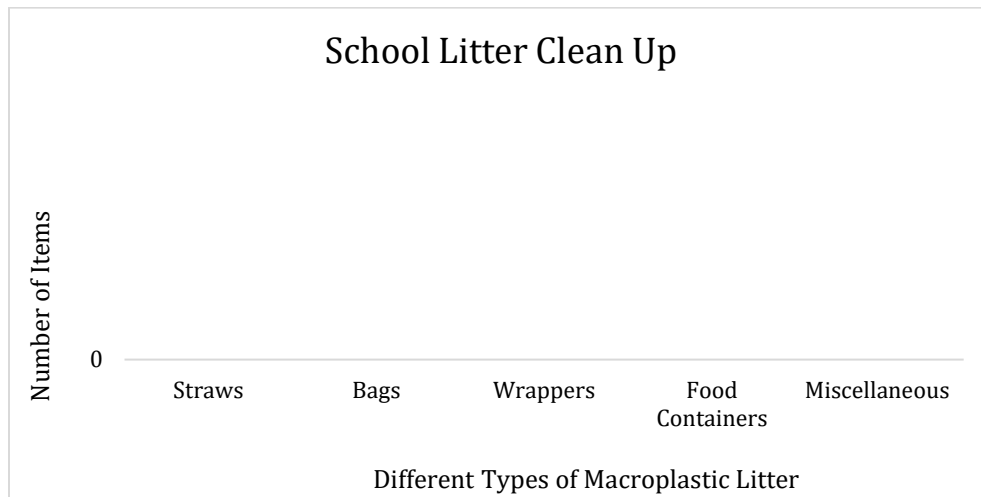 School Litter Clean Up
Number of Items
0
Straws
Bags
Wrappers
Food
Containers
Miscellaneous
Different Types of Macroplastic Litter